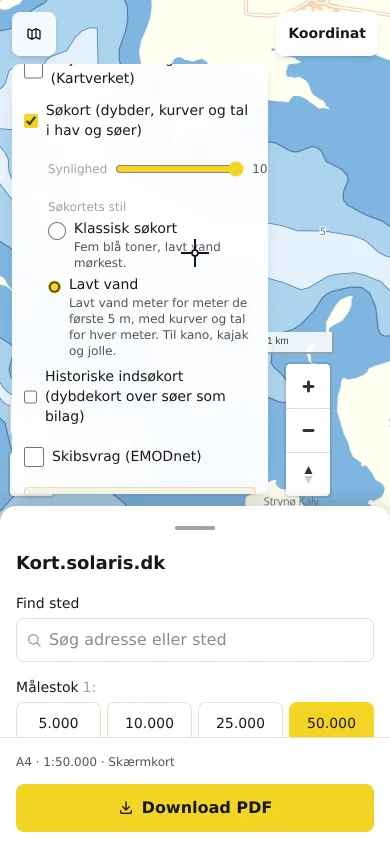 Koordinat
(Kartverket)
Søkort (dybder, kurver og tal
i hav og søer)
Synlighed
10
Søkortets stil
Klassisk søkort
Fem blå toner, lavt vand
mørkest.
Lavt vand
Lavt vand meter for meter de
første 5 m, med kurver og tal
for hver meter. Til kano, kajak
og jolle.
Historiske indsøkort
(dybdekort over søer som
bilag)
Skibsvrag (EMODnet)
5
1 km
Strynø Kalv
Kort.solaris.dk
Find sted
Søg adresse eller sted
Målestok 1:
5.000
10.000
25.000
50.000
A4 · 1:50.000 · Skærmkort
Download PDF